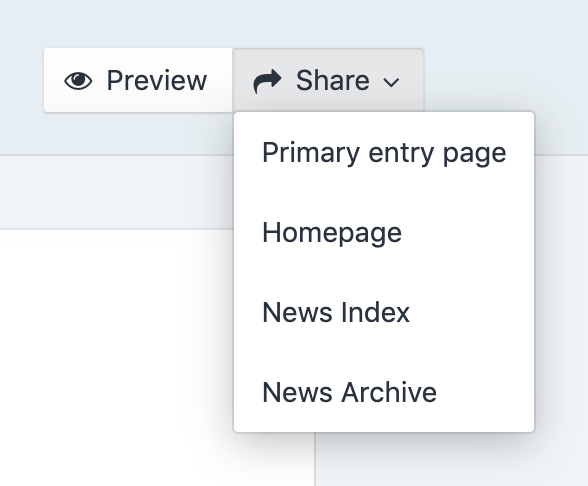 Preview Share
Primary entry page
Homepage
News Index
News Archive